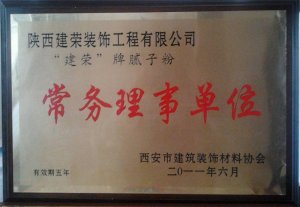 陕西建荣装饰工程有限公司
“建荣”牌腻子粉
常务理事单位
西安市建筑装饰材料协会
有效期五年
二〇一一年六月